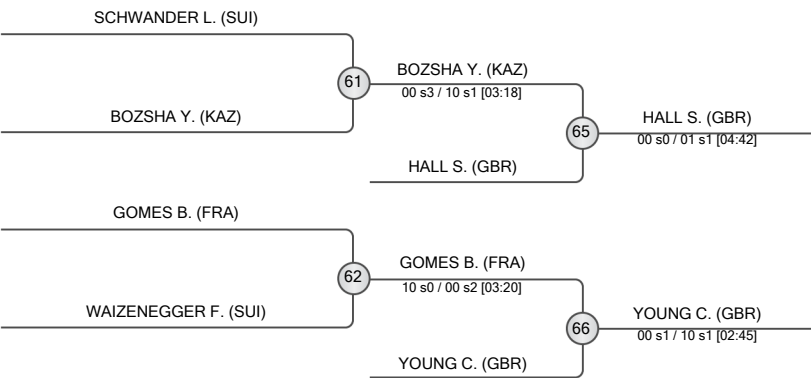 SCHWANDER L. (SUI)
61
BOZSHA Y. (KAZ)
00 s3 / 10 s1 [03:18]
BOZSHA Y. (KAZ)
65
HALL S. (GBR)
00 s0 / 01 s1 [04:42]
HALL S. (GBR)
GOMES B. (FRA)
62
GOMES B. (FRA)
10 s0 / 00 s2 [03:20]
WAIZENEGGER F. (SUI)
66
YOUNG C. (GBR)
00 s1 / 10 s1 [02:45]
YOUNG C. (GBR)